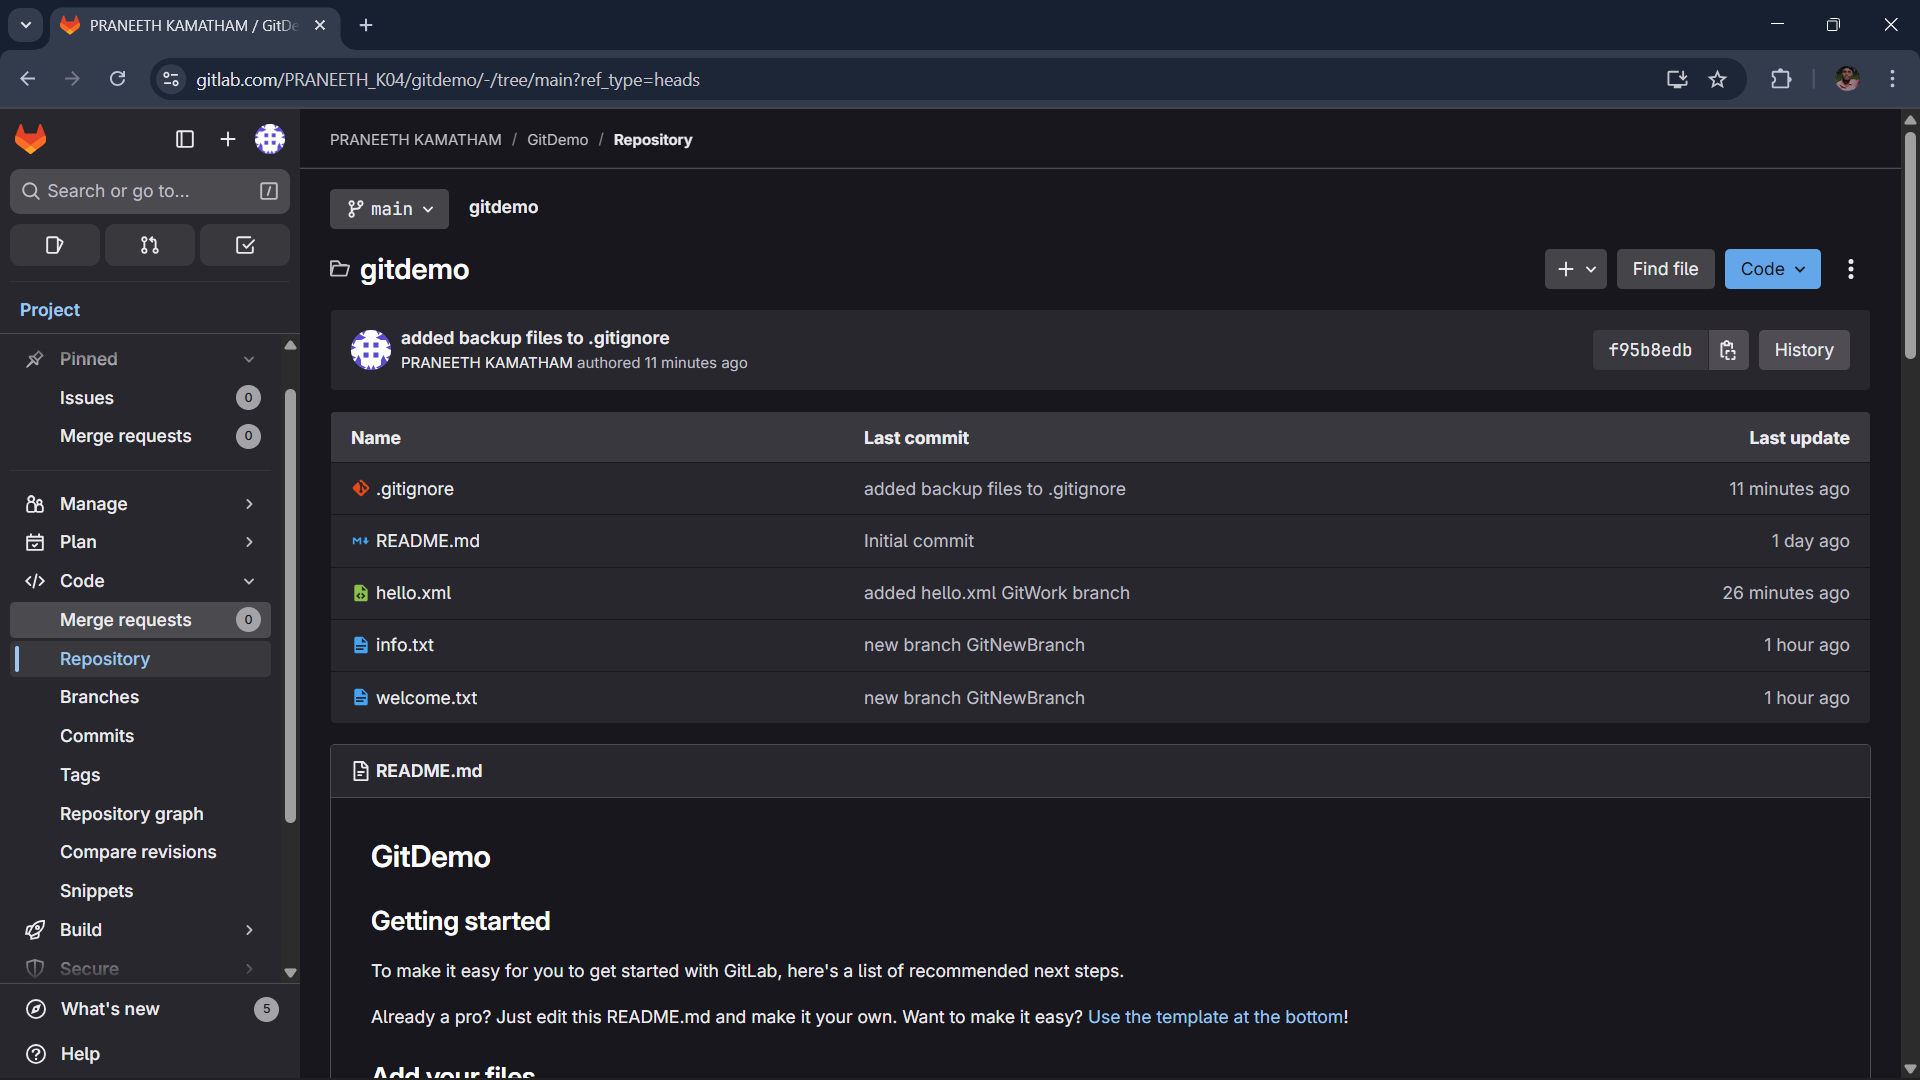 PRANEETH KAMATHAM / GitDe
gitlab.com/PRANEETH_K04/gitdemo/-/tree/main?ref_type=heads
PRANEETH KAMATHAM / GitDemo / Repository
Search or go to... /
main gitdemo
gitdemo
Find file Code
Project
added backup files to .gitignore
PRANEETH KAMATHAM authored 11 minutes ago
f95b8edb History
Pinned
Issues 0
Merge requests 0
Manage
Plan
Code
Merge requests 0
Repository
Branches
Commits
Tags
Repository graph
Compare revisions
Snippets
Build
Secure
What's new 5
Help
Name Last commit Last update
.gitignore added backup files to .gitignore 11 minutes ago
README.md Initial commit 1 day ago
hello.xml added hello.xml GitWork branch 26 minutes ago
info.txt new branch GitNewBranch 1 hour ago
welcome.txt new branch GitNewBranch 1 hour ago
README.md
GitDemo
Getting started
To make it easy for you to get started with GitLab, here's a list of recommended next steps.
Already a pro? Just edit this README.md and make it your own. Want to make it easy? Use the template at the bottom!
Add your files